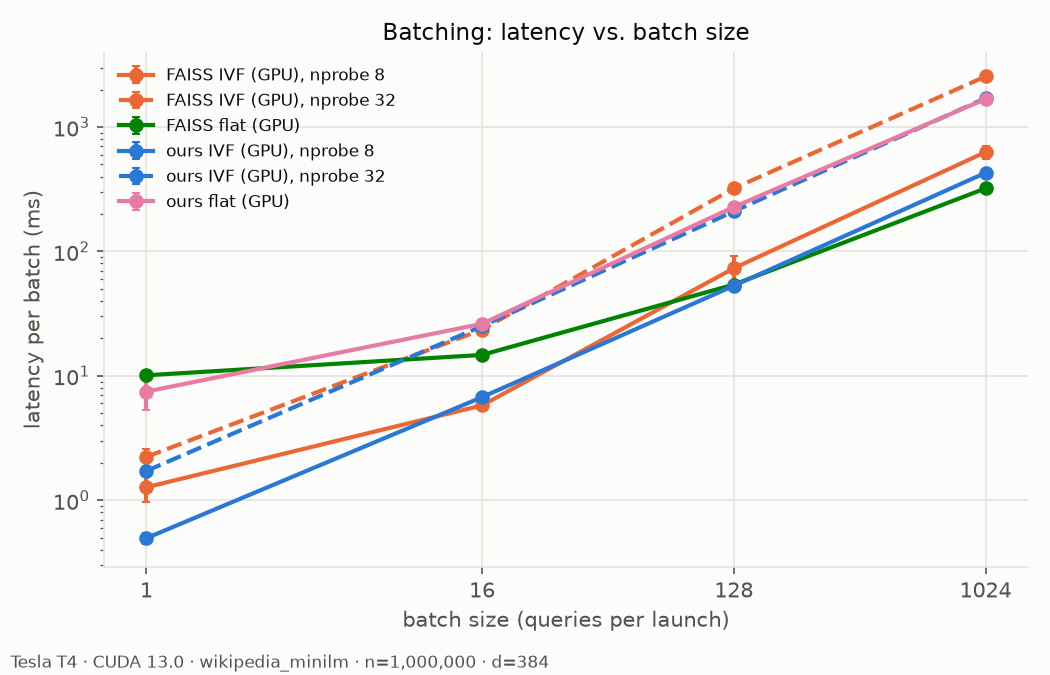 Batching: latency vs. batch size
FAISS IVF (GPU), nprobe 8
FAISS IVF (GPU), nprobe 32
FAISS flat (GPU)
ours IVF (GPU), nprobe 8
ours IVF (GPU), nprobe 32
ours flat (GPU)
latency per batch (ms)
10³
10²
10¹
10⁰
1 16 128 1024
batch size (queries per launch)
Tesla T4 · CUDA 13.0 · wikipedia_minilm · n=1,000,000 · d=384